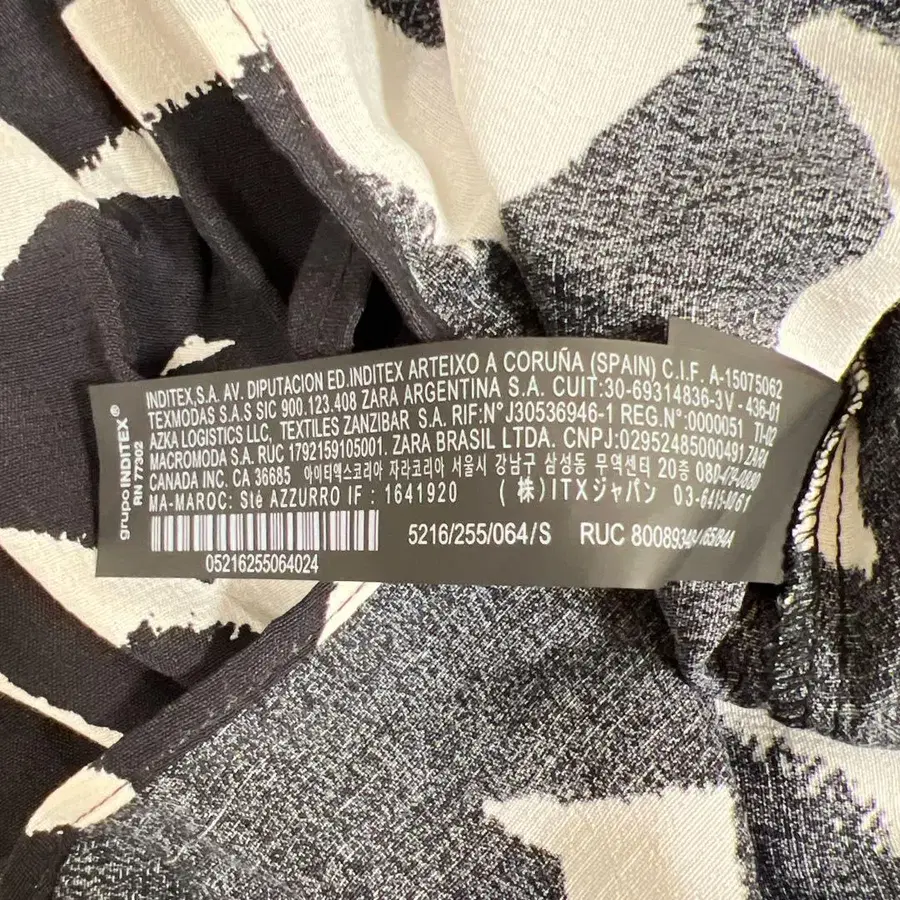 grupo INDITEX®
RN 77302
INDITEX,S.A. AV. DIPUTACION ED.INDITEX ARTEIXO A CORUÑA (SPAIN) C.I.F. A-15075062
TEXMODAS S.A.S SIC 900.123.408 ZARA ARGENTINA S.A. CUIT:30-69314836-3V - 436-01
AZKA LOGISTICS LLC, TEXTILES ZANZIBAR S.A. RIF:N°J30536946-1 REG.N°:0000051 TI-02
MACROMODA S.A. RUC 1792159105001. ZARA BRASIL LTDA. CNPJ:02952485000491 ZARA
CANADA INC. CA 36685 아이티엑스코리아 자라코리아 서울시 강남구 삼성동 무역센터 20층
MA-MAROC: Sté AZZURRO IF : 1641920 (株)ITXジャパン
05216255064024
5216/255/064/S RUC